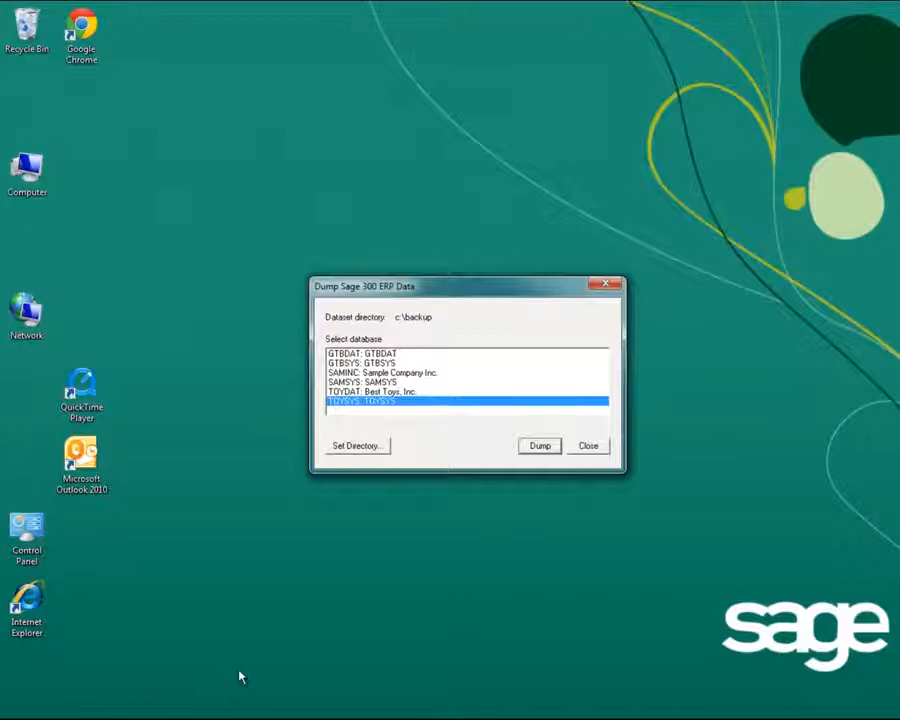 Recycle Bin
Google
Chrome
Computer
Network
QuickTime
Player
Microsoft
Outlook 2010
Control
Panel
Internet
Explorer
Dump Sage 300 ERP Data
Dataset directory: c:\backup
Select database
GTBDAT: GTBDAT
GTBSYS: GTBSYS
SAMINC: Sample Company Inc.
SAMSYS: SAMSYS
TOYDAT: Best Toys, Inc.
TOYSYS: TOYSYS
Set Directory...
Dump
Close
sage